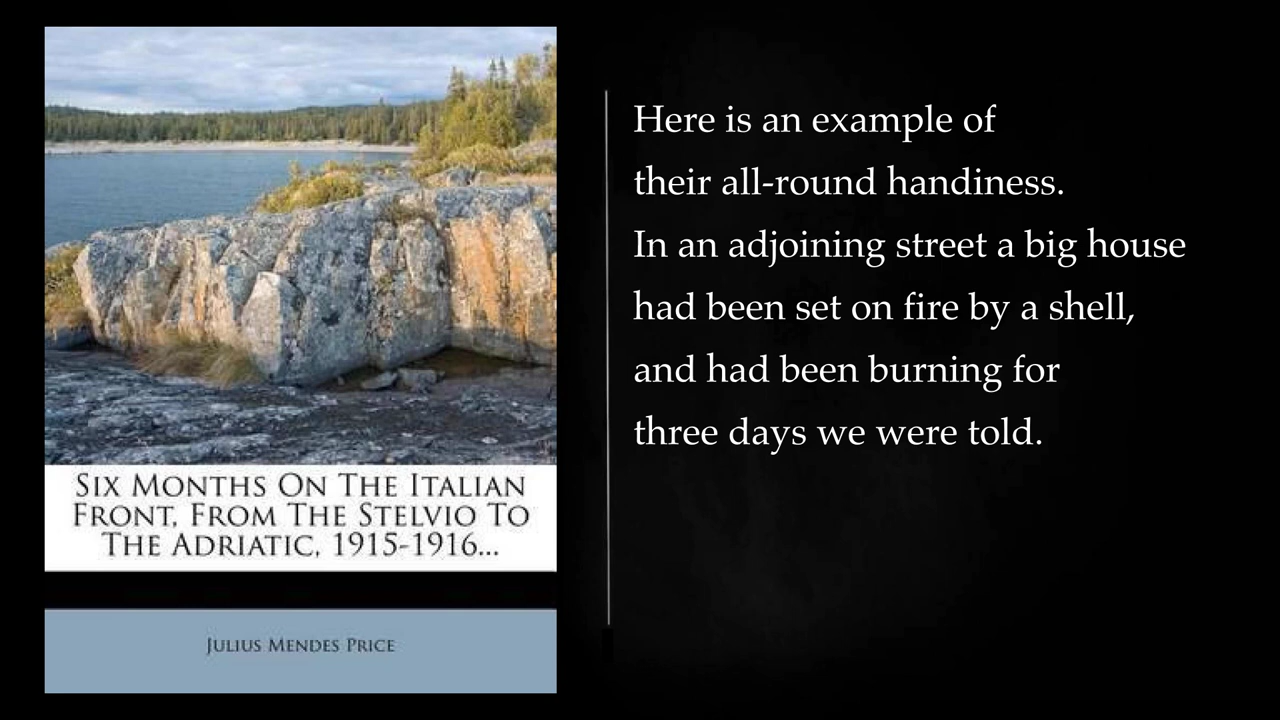 Six Months On The Italian
Front, From The Stelvio To
The Adriatic, 1915-1916...
Julius Mendes Price
Here is an example of
their all-round handiness.
In an adjoining street a big house
had been set on fire by a shell,
and had been burning for
three days we were told.